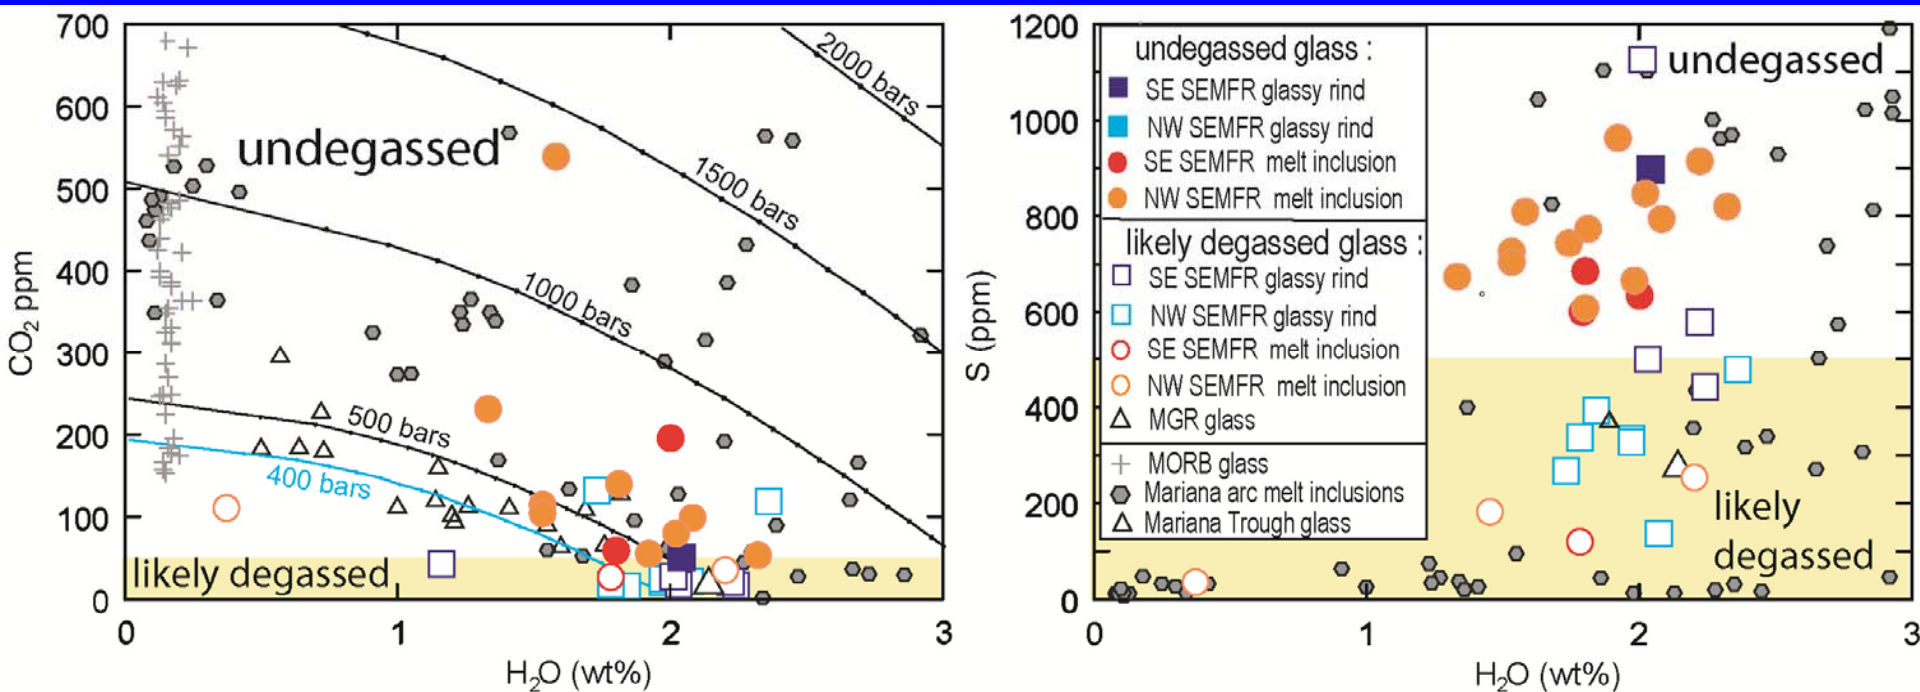 700
600
500
400
300
200
100
0
CO2 ppm
undegassed
2000 bars
1500 bars
1000 bars
500 bars
400 bars
likely degassed
0
1
2
3
H2O (wt%)
1200
1000
800
600
400
200
0
S (ppm)
undegassed glass :
SE SEMFR glassy rind
NW SEMFR glassy rind
SE SEMFR melt inclusion
NW SEMFR melt inclusion
likely degassed glass :
SE SEMFR glassy rind
NW SEMFR glassy rind
SE SEMFR melt inclusion
NW SEMFR melt inclusion
MGR glass
MORB glass
Mariana arc melt inclusions
Mariana Trough glass
undegassed
likely
degassed
0
1
2
3
H2O (wt%)